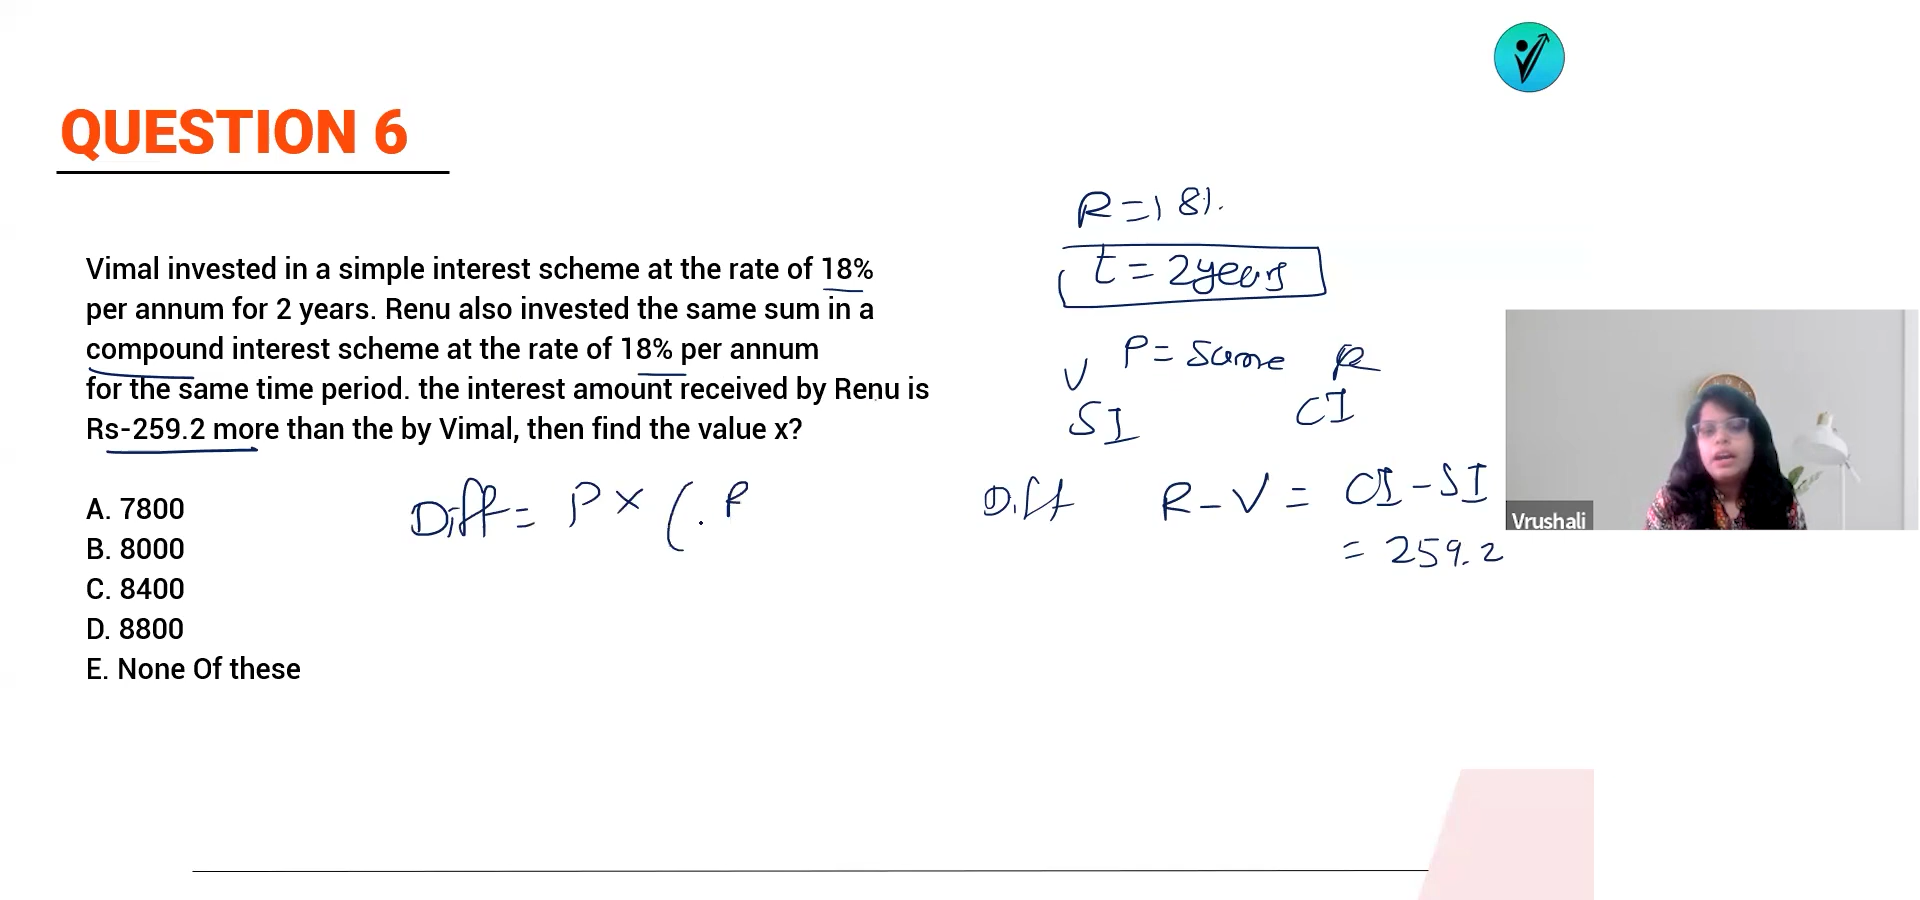 QUESTION 6
Vimal invested in a simple interest scheme at the rate of 18%
per annum for 2 years. Renu also invested the same sum in a
compound interest scheme at the rate of 18% per annum
for the same time period. the interest amount received by Renu is
Rs-259.2 more than the by Vimal, then find the value x?
A. 7800
B. 8000
C. 8400
D. 8800
E. None Of these
Diff = P × (. R
R = 18%.
t = 2years
V P = Same R
SI CI
Diff R - V = CI - SI
= 259.2
Vrushali